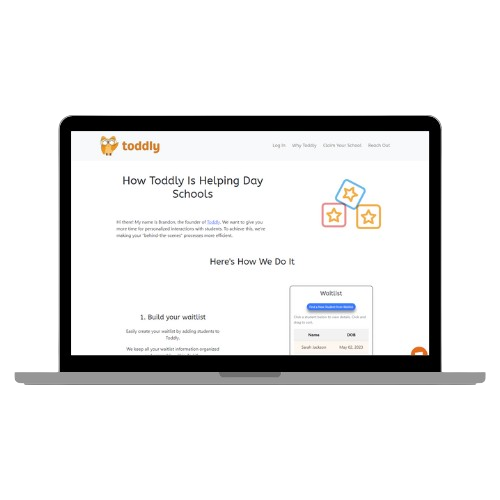 toddly
Log In Why Toddly Claim Your School Reach Out
How Toddly Is Helping Day
Schools
Hi there! My name is Brandon, the founder of Toddly. We want to give you
more time for personalized interactions with students. To achieve this, we're
making your "behind-the-scenes" processes more efficient.
Here's How We Do It
1. Build your waitlist
Easily create your waitlist by adding students to
Toddly.
We keep all your waitlist information organized
Waitlist
Name DOB
Sarah Jackson May 02, 2023